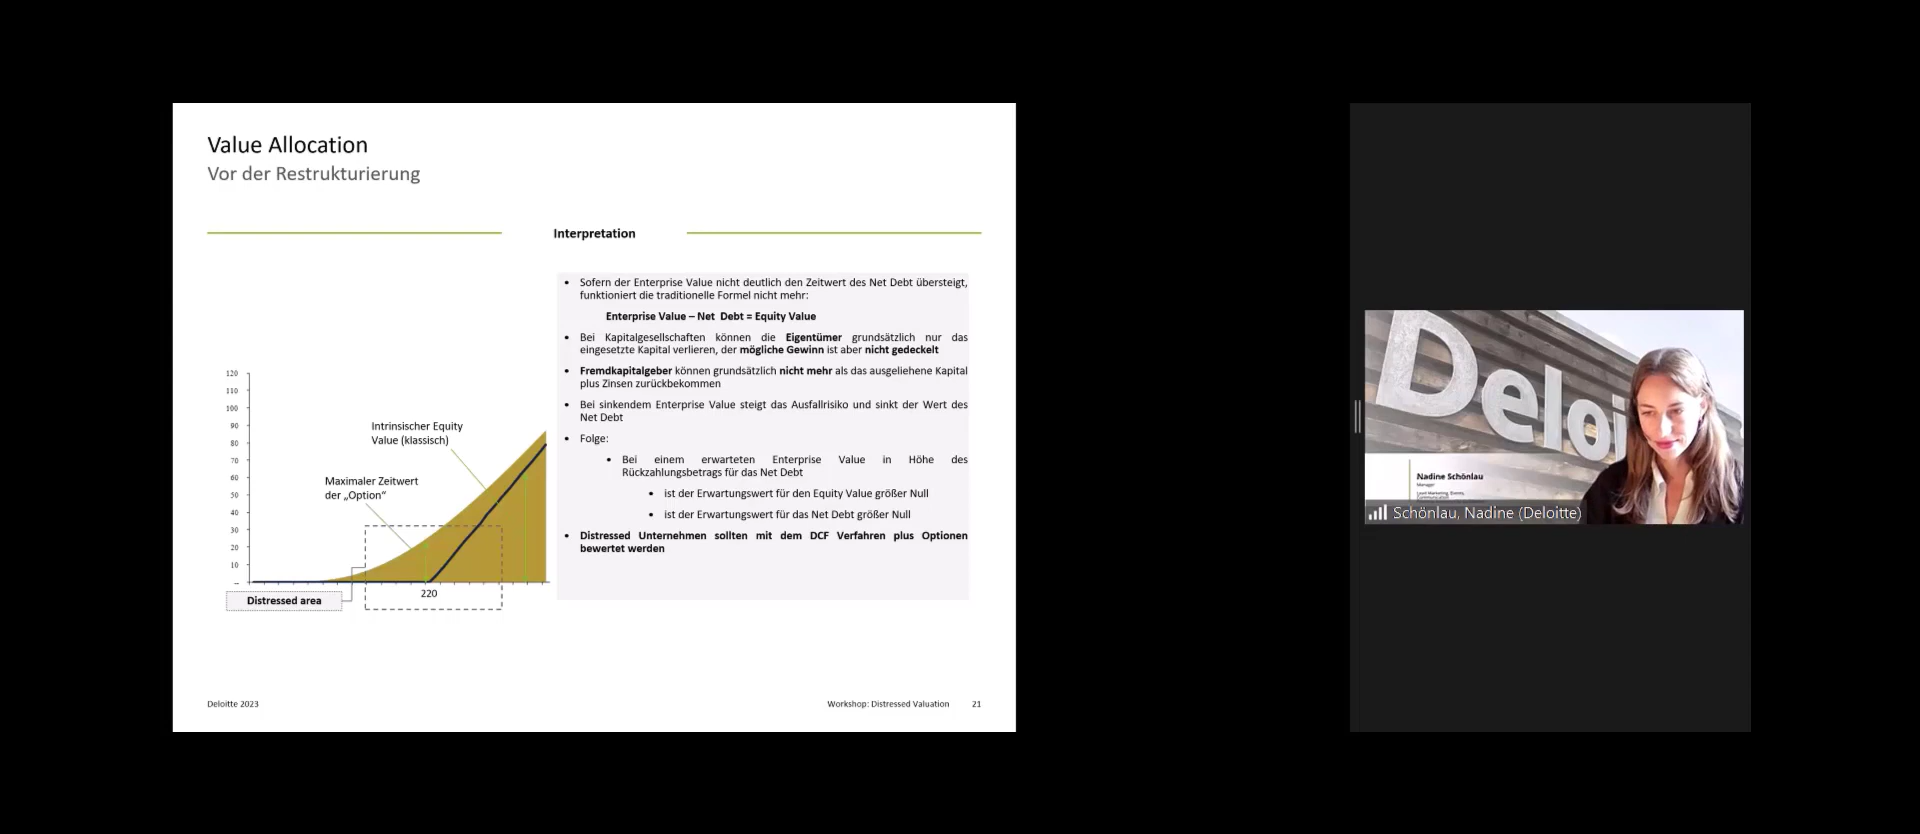 Value Allocation
Vor der Restrukturierung
Interpretation
120
110
100
90
80
70
60
50
40
30
20
10
–
Intrinsischer Equity
Value (klassisch)
Maximaler Zeitwert
der „Option“
220
Distressed area
• Sofern der Enterprise Value nicht deutlich den Zeitwert des Net Debt übersteigt,
funktioniert die traditionelle Formel nicht mehr:
Enterprise Value – Net Debt = Equity Value
• Bei Kapitalgesellschaften können die Eigentümer grundsätzlich nur das
eingesetzte Kapital verlieren, der mögliche Gewinn ist aber nicht gedeckelt
• Fremdkapitalgeber können grundsätzlich nicht mehr als das ausgeliehene Kapital
plus Zinsen zurückbekommen
• Bei sinkendem Enterprise Value steigt das Ausfallrisiko und sinkt der Wert des
Net Debt
• Folge:
• Bei einem erwarteten Enterprise Value in Höhe des
Rückzahlungsbetrags für das Net Debt
• ist der Erwartungswert für den Equity Value größer Null
• ist der Erwartungswert für das Net Debt größer Null
• Distressed Unternehmen sollten mit dem DCF Verfahren plus Optionen
bewertet werden
Deloitte 2023
Workshop: Distressed Valuation 21
Deloi
Nadine Schönlau
Manager
Schönlau, Nadine (Deloitte)